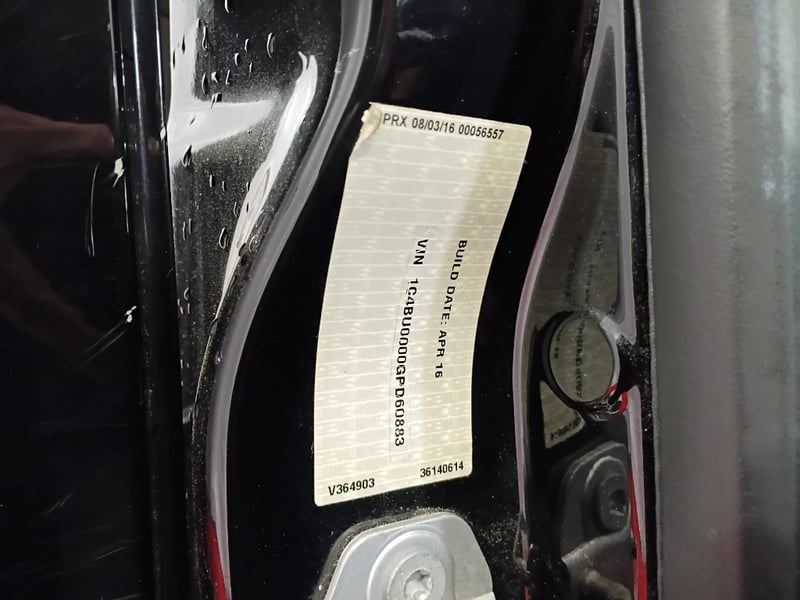 PRX 08/03/16 00056557
BUILD DATE: APR 16
VIN 1C4BU0000GPD60883
V364903
36140614